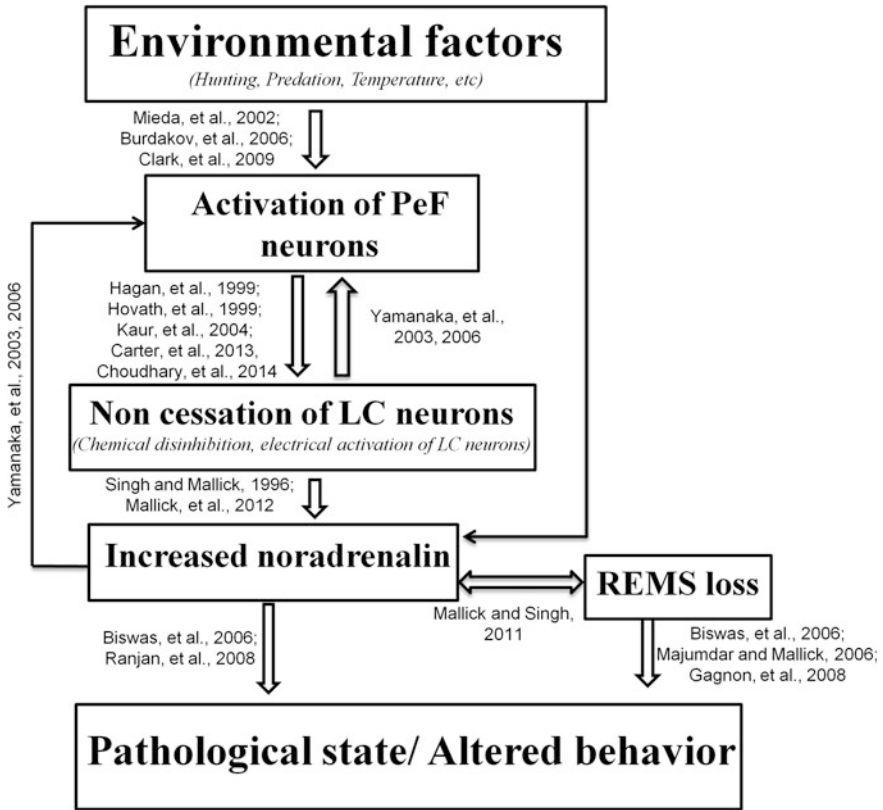 Environmental factors
(Hunting, Predation, Temperature, etc)
Mieda, et al., 2002;
Burdakov, et al., 2006;
Clark, et al., 2009
Activation of PeF
neurons
Hagan, et al., 1999;
Hovath, et al., 1999;
Kaur, et al., 2004;
Carter, et al., 2013,
Choudhary, et al., 2014
Yamanaka, et al.,
2003, 2006
Yamanaka, et al., 2003, 2006
Non cessation of LC neurons
(Chemical disinhibition, electrical activation of LC neurons)
Singh and Mallick, 1996;
Mallick, et al., 2012
Increased noradrenalin
REMS loss
Mallick and Singh,
2011
Biswas, et al., 2006;
Ranjan, et al., 2008
Biswas, et al., 2006;
Majumdar and Mallick, 2006;
Gagnon, et al., 2008
Pathological state/ Altered behavior